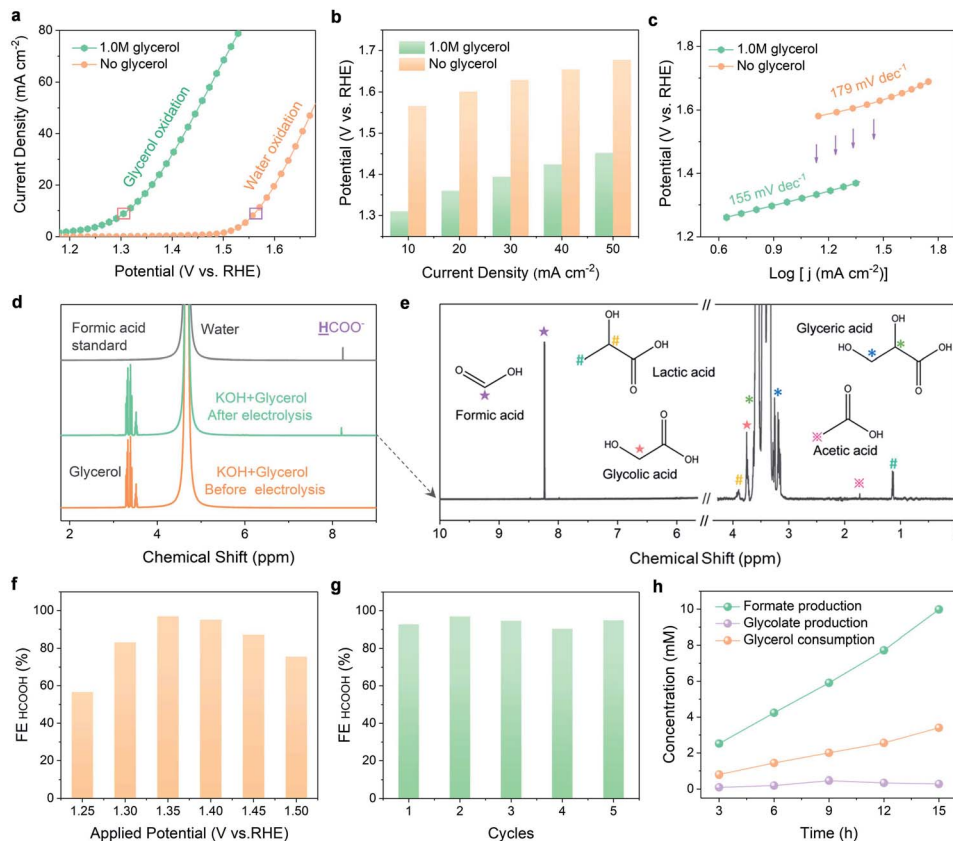 a
Current Density (mA cm⁻²)
80
60
40
20
0
1.2
1.3
1.4
1.5
1.6
Potential (V vs. RHE)
1.0M glycerol
No glycerol
Glycerol oxidation
Water oxidation
b
Potential (V vs. RHE)
1.7
1.6
1.5
1.4
1.3
10
20
30
40
50
Current Density (mA cm⁻²)
1.0M glycerol
No glycerol
c
Potential (V vs. RHE)
1.8
1.6
1.4
1.2
0.6
0.9
1.2
1.5
1.8
Log [ j (mA cm⁻²)]
1.0M glycerol
No glycerol
179 mV dec⁻¹
155 mV dec⁻¹
d
Formic acid
standard
Water
HCOO⁻
KOH+Glycerol
After electrolysis
Glycerol
KOH+Glycerol
Before electrolysis
2
4
6
8
Chemical Shift (ppm)
e
OH
O
OH
Formic acid
#
OH
#
O
OH
Lactic acid
HO
O
OH
Glycolic acid
HO
OH
O
OH
Glyceric acid
O
OH
Acetic acid
※
#
※
#
//
//
10
9
8
7
6
4
3
2
1
Chemical Shift (ppm)
f
FE HCOOH (%)
100
80
60
40
20
0
1.25
1.30
1.35
1.40
1.45
1.50
Applied Potential (V vs.RHE)
g
FE HCOOH (%)
100
80
60
40
20
0
1
2
3
4
5
Cycles
h
Concentration (mM)
10
8
6
4
2
0
3
6
9
12
15
Time (h)
Formate production
Glycolate production
Glycerol consumption